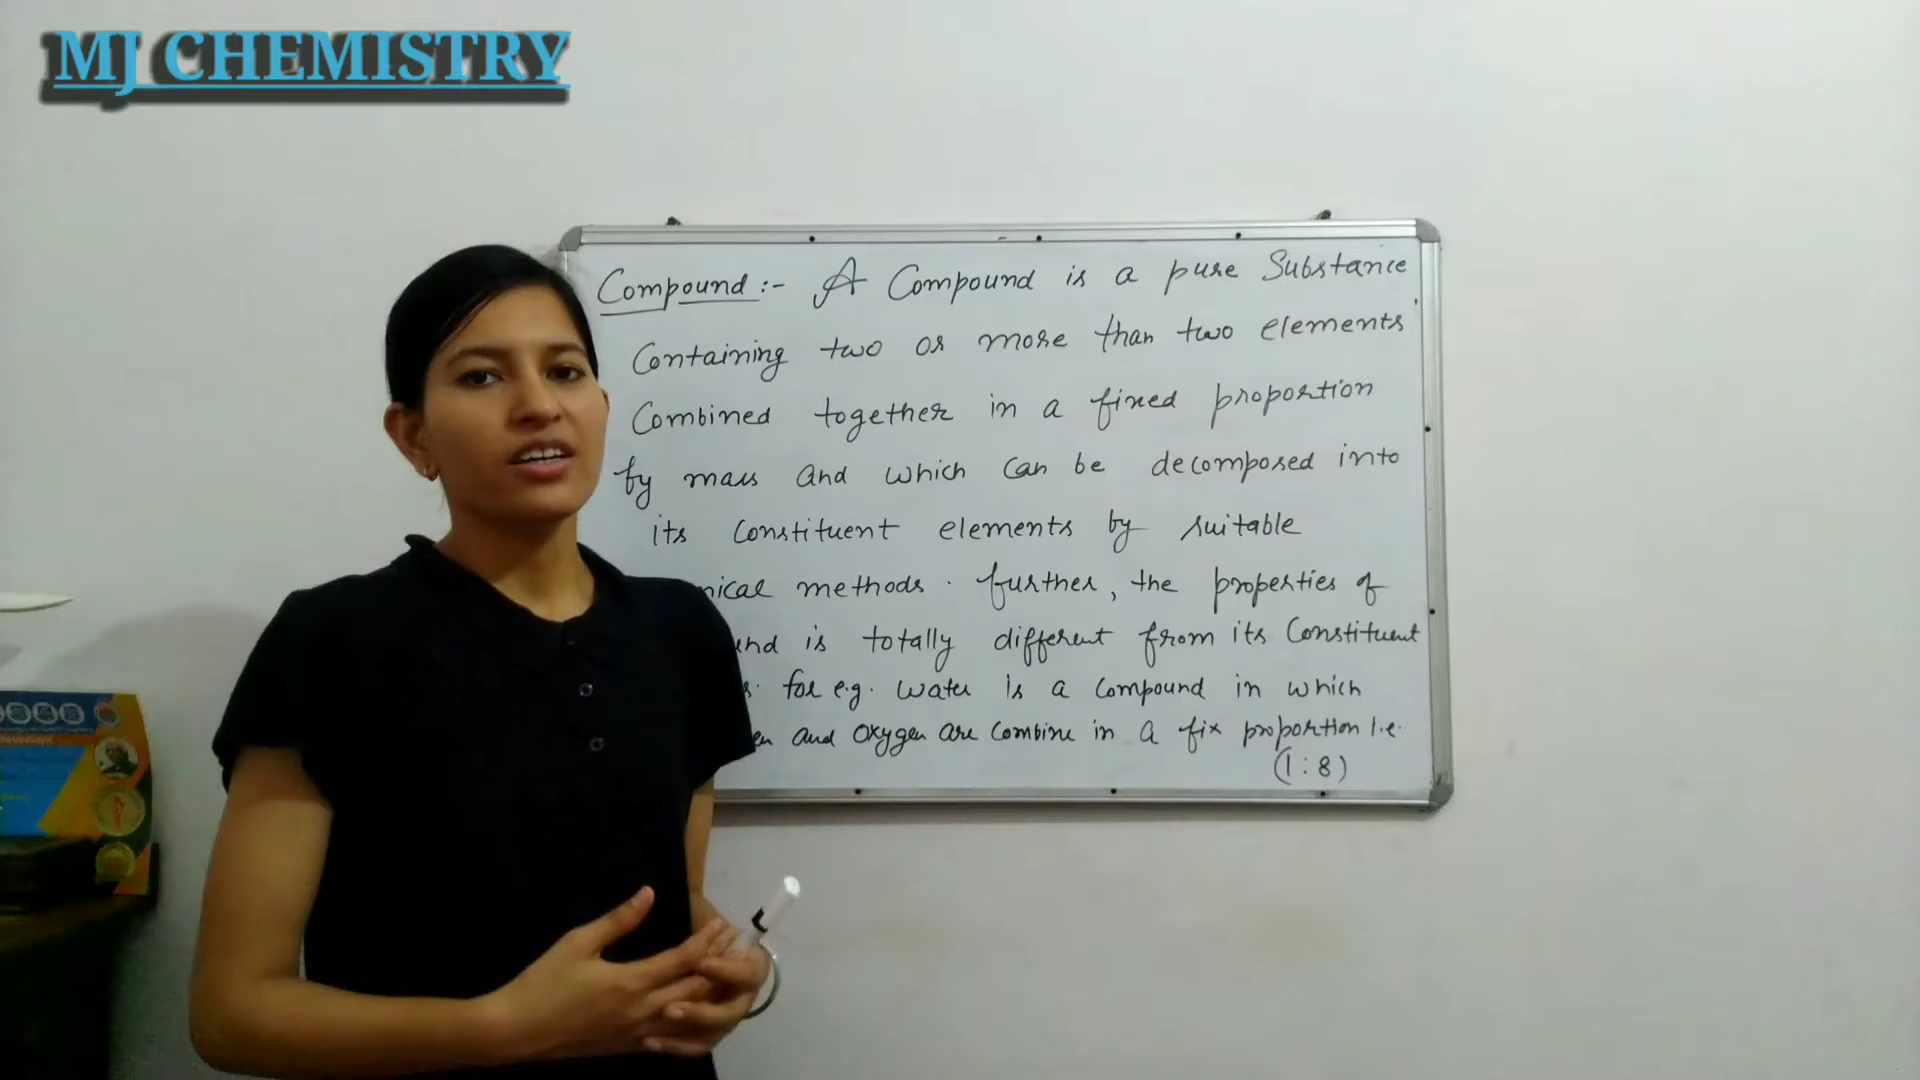 MJ CHEMISTRY
Compound :- A Compound is a pure Substance
Containing two or more than two elements
Combined together in a fixed proportion
by mass and which can be decomposed into
its Constituent elements by suitable
mical methods. further, the properties of
und is totally different from its Constituent
s. for e.g. Water is a Compound in which
en and Oxygen are Combine in a fix proportion i.e.
(1:8)